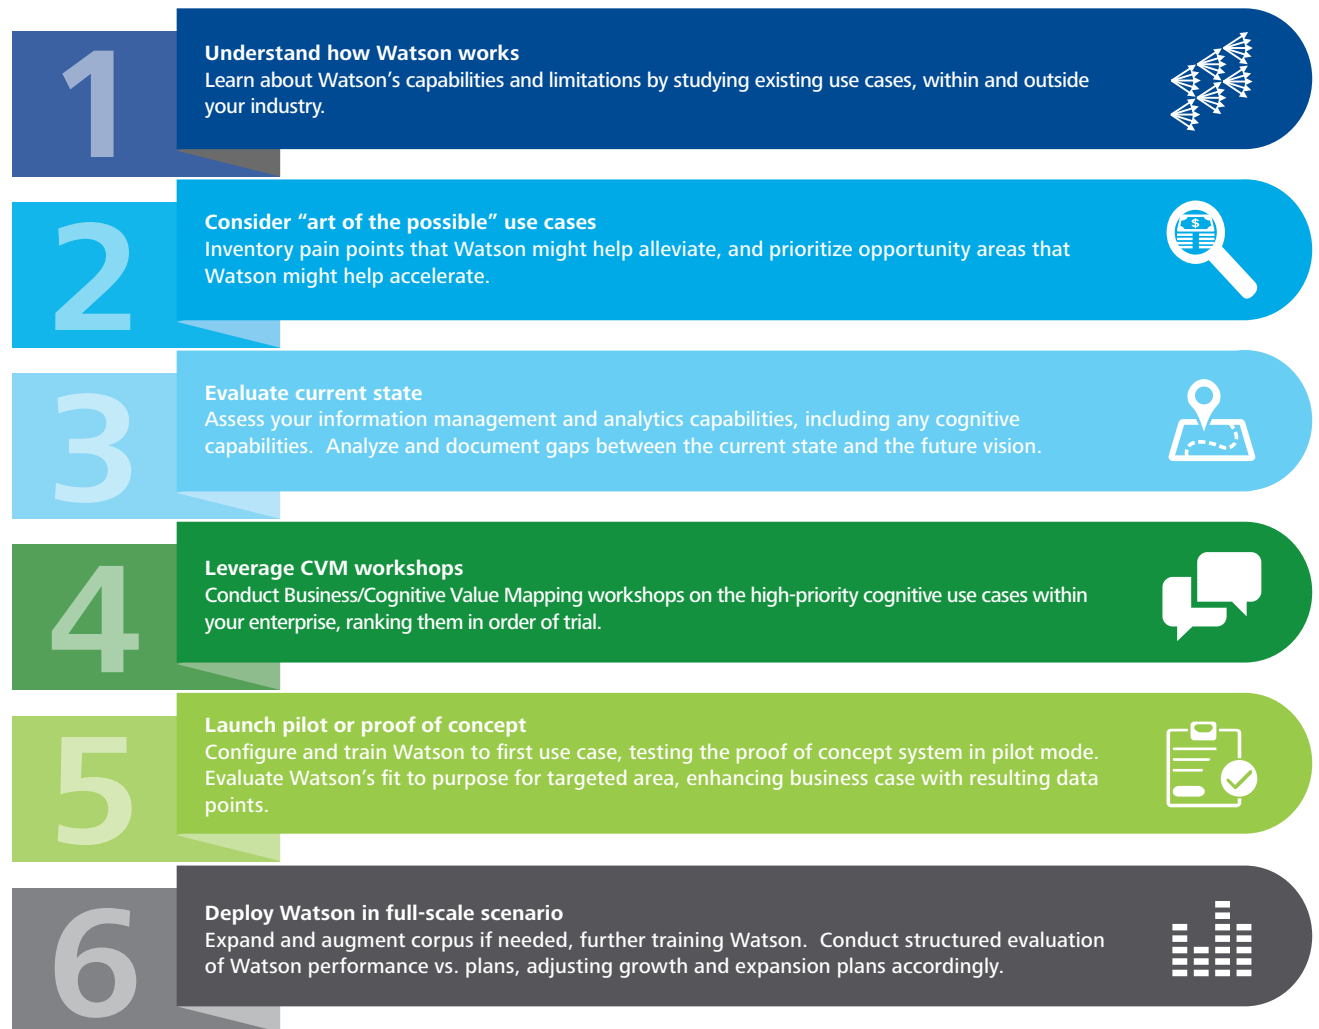 1
Understand how Watson works
Learn about Watson’s capabilities and limitations by studying existing use cases, within and outside
your industry.
2
Consider “art of the possible” use cases
Inventory pain points that Watson might help alleviate, and prioritize opportunity areas that
Watson might help accelerate.
$
3
Evaluate current state
Assess your information management and analytics capabilities, including any cognitive
capabilities.  Analyze and document gaps between the current state and the future vision.
4
Leverage CVM workshops
Conduct Business/Cognitive Value Mapping workshops on the high-priority cognitive use cases within
your enterprise, ranking them in order of trial.
5
Launch pilot or proof of concept
Configure and train Watson to first use case, testing the proof of concept system in pilot mode.
Evaluate Watson’s fit to purpose for targeted area, enhancing business case with resulting data
points.
6
Deploy Watson in full-scale scenario
Expand and augment corpus if needed, further training Watson.  Conduct structured evaluation
of Watson performance vs. plans, adjusting growth and expansion plans accordingly.